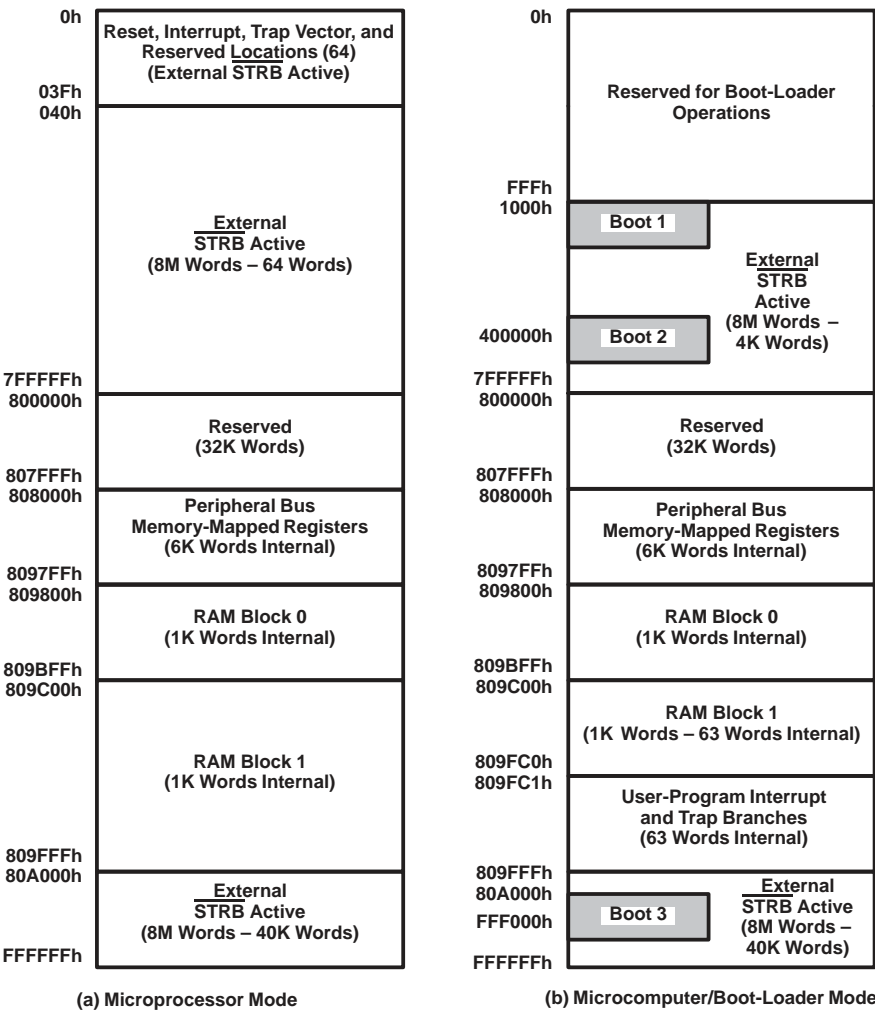 0h
Reset, Interrupt, Trap Vector, and
Reserved Locations (64)
(External STRB Active)
03Fh
040h
External
STRB Active
(8M Words – 64 Words)
7FFFFFh
800000h
Reserved
(32K Words)
807FFFh
808000h
Peripheral Bus
Memory-Mapped Registers
(6K Words Internal)
8097FFh
809800h
RAM Block 0
(1K Words Internal)
809BFFh
809C00h
RAM Block 1
(1K Words Internal)
809FFFh
80A000h
External
STRB Active
(8M Words – 40K Words)
FFFFFFh
(a) Microprocessor Mode
0h
Reserved for Boot-Loader
Operations
FFFh
1000h
Boot 1
External
STRB
Active
(8M Words –
4K Words)
400000h
Boot 2
7FFFFFh
800000h
Reserved
(32K Words)
807FFFh
808000h
Peripheral Bus
Memory-Mapped Registers
(6K Words Internal)
8097FFh
809800h
RAM Block 0
(1K Words Internal)
809BFFh
809C00h
RAM Block 1
(1K Words – 63 Words Internal)
809FC0h
809FC1h
User-Program Interrupt
and Trap Branches
(63 Words Internal)
809FFFh
80A000h
Boot 3
FFF000h
External
STRB Active
(8M Words –
40K Words)
FFFFFFh
(b) Microcomputer/Boot-Loader Mode